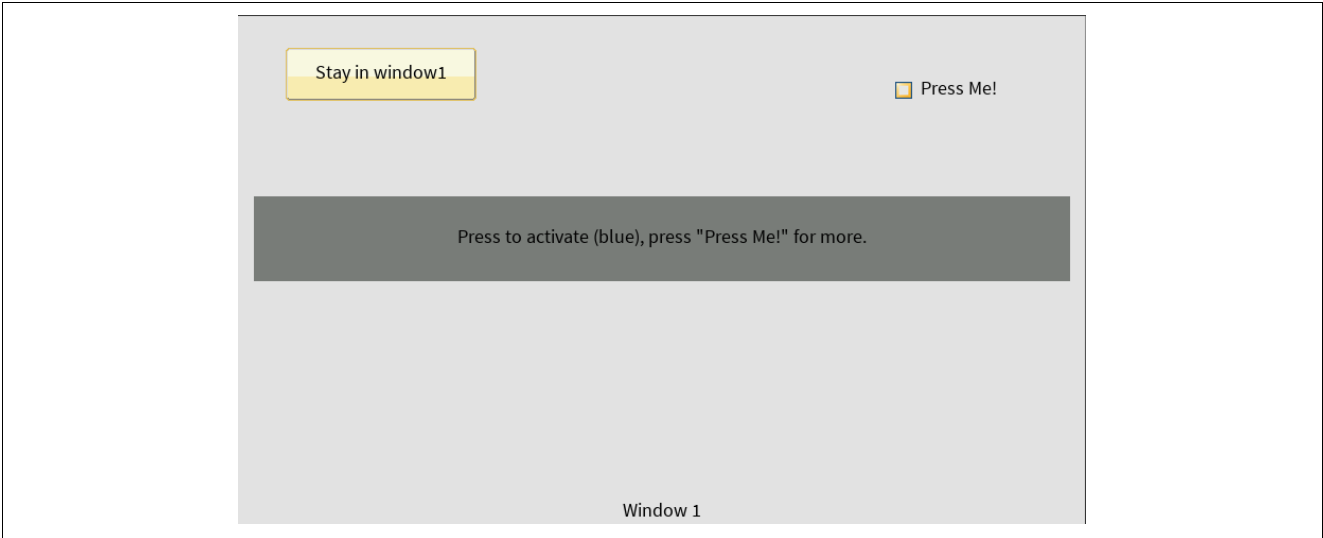 Stay in window1
Press Me!
Press to activate (blue), press "Press Me!" for more.
Window 1